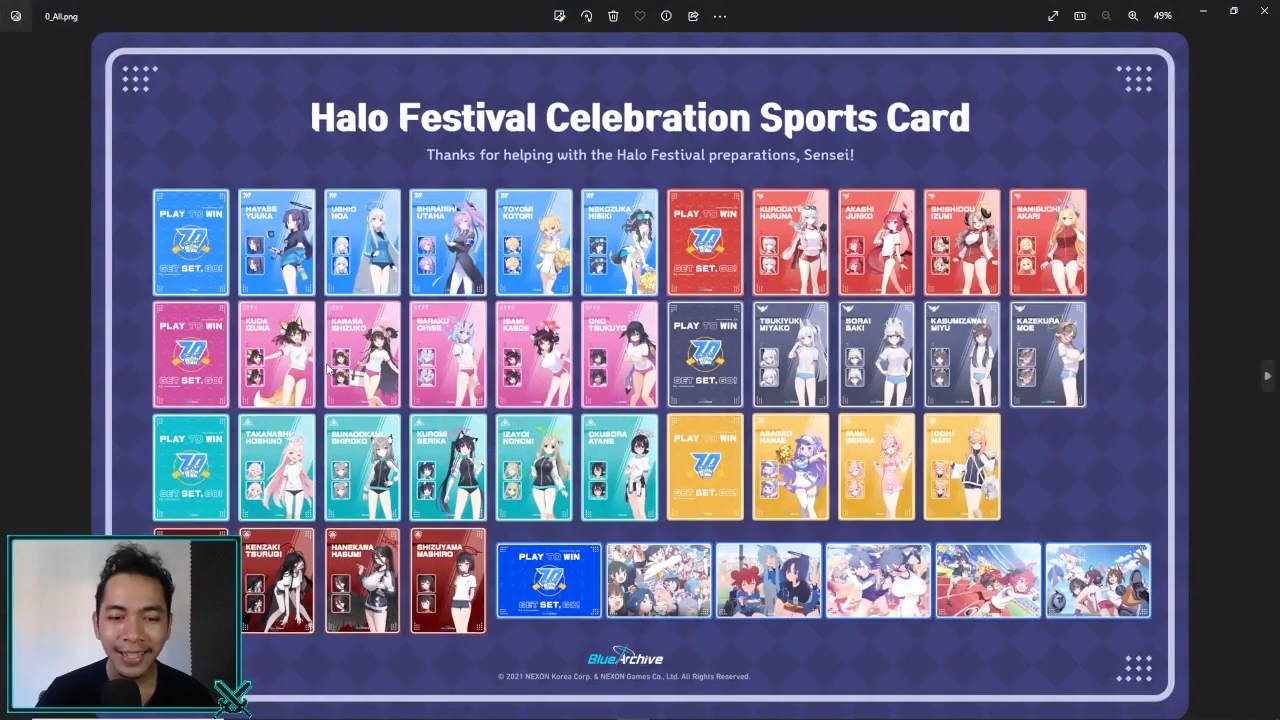 0_All.png
49%
Halo Festival Celebration Sports Card
Thanks for helping with the Halo Festival preparations, Sensei!
PLAY TO WIN
GET SET, GO!
HAYASE
YUUKA
USHIO
NOA
SHIRAISHI
UTAHA
TOYOMI
KOTORI
NEKOZUKA
HIBIKI
PLAY TO WIN
GET SET, GO!
KURODATE
HARUNA
AKASHI
JUNKO
SHISHIDOU
IZUMI
WANIBUCHI
AKARI
PLAY TO WIN
GET SET, GO!
KUDA
IZUNA
KAWAWA
SHIZUKO
WARAKU
CHISE
ISAMI
KAEDE
ONO
TSUKUYO
PLAY TO WIN
GET SET, GO!
TSUKIYUKI
MIYAKO
SORAI
SAKI
KASUMIZAWA
MIYU
KAZEKURA
MOE
PLAY TO WIN
GET SET, GO!
TAKANASHI
HOSHINO
SUNAOOKAMI
SHIROKO
KUROMI
SERIKA
IZAYOI
NONOMI
OKUSORA
AYANE
PLAY TO WIN
GET SET, GO!
ASAGAO
HANAE
SUMI
SERINA
IOCHI
MARI
KENZAKI
TSURUGI
HANEKAWA
HASUMI
SHIZUYAMA
MASHIRO
PLAY TO WIN
GET SET, GO!
BlueArchive
© 2021 NEXON Korea Corp. & NEXON Games Co., Ltd. All Rights Reserved.